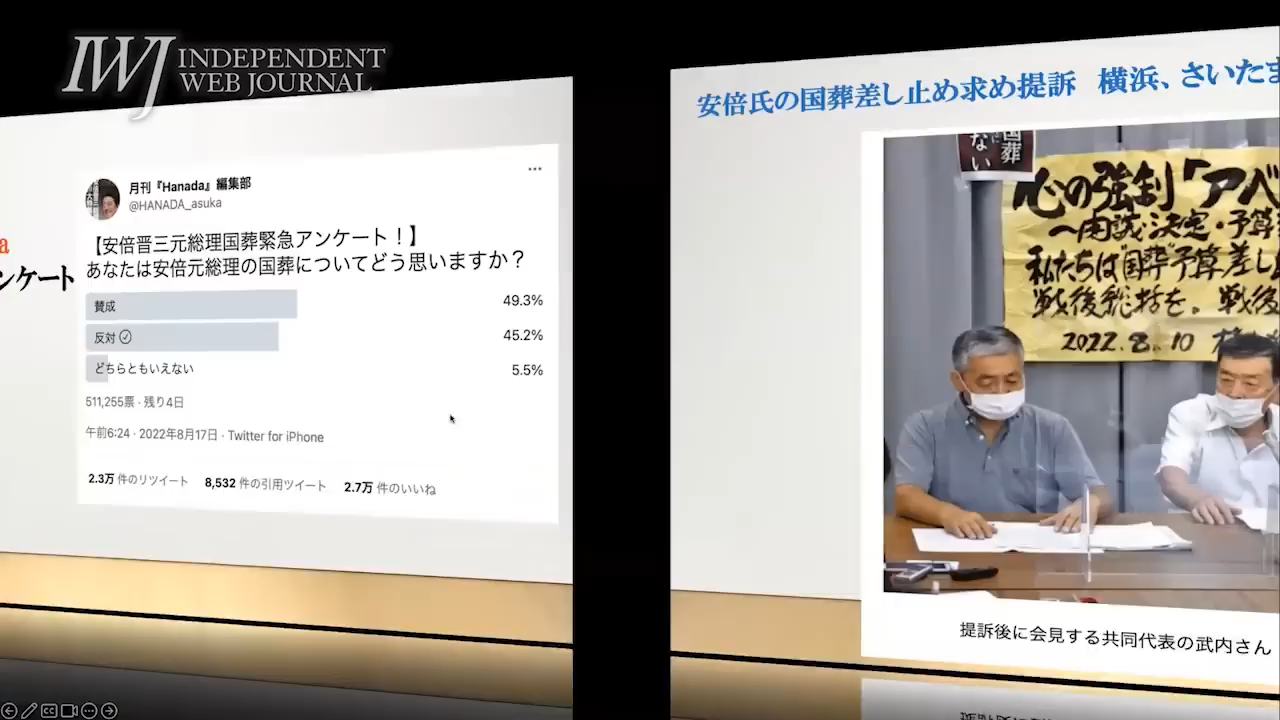 IWJ INDEPENDENT
WEB JOURNAL
ンケート
月刊『Hanada』編集部
@HANADA_asuka
【安倍晋三元総理国葬緊急アンケート！】
あなたは安倍元総理の国葬についてどう思いますか？
賛成 49.3%
反対 45.2%
どちらともいえない 5.5%
511,255票・残り4日
午前6:24・2022年8月17日・Twitter for iPhone
2.3万 件のリツイート 8,532 件の引用ツイート 2.7万 件のいいね
安倍氏の国葬差し止め求め提訴 横浜、さいたま
国葬
ない
心の強制「アベ
私たちは"国葬"予算差し
戦後総括を。戦後
2022.8.10
提訴後に会見する共同代表の武内さん